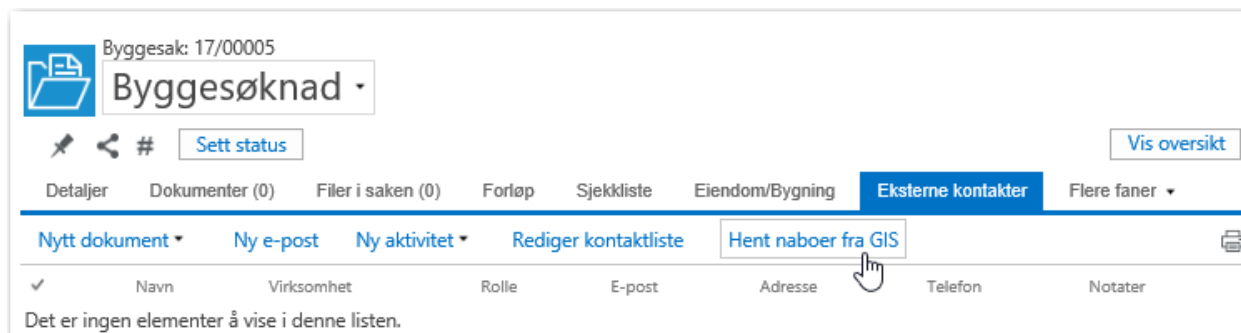 Byggesak: 17/00005
Byggesøknad
# Sett status Vis oversikt
Detaljer Dokumenter (0) Filer i saken (0) Forløp Sjekkliste Eiendom/Bygning Eksterne kontakter Flere faner
Nytt dokument Ny e-post Ny aktivitet Rediger kontaktliste Hent naboer fra GIS
Navn Virksomhet Rolle E-post Adresse Telefon Notater
Det er ingen elementer å vise i denne listen.